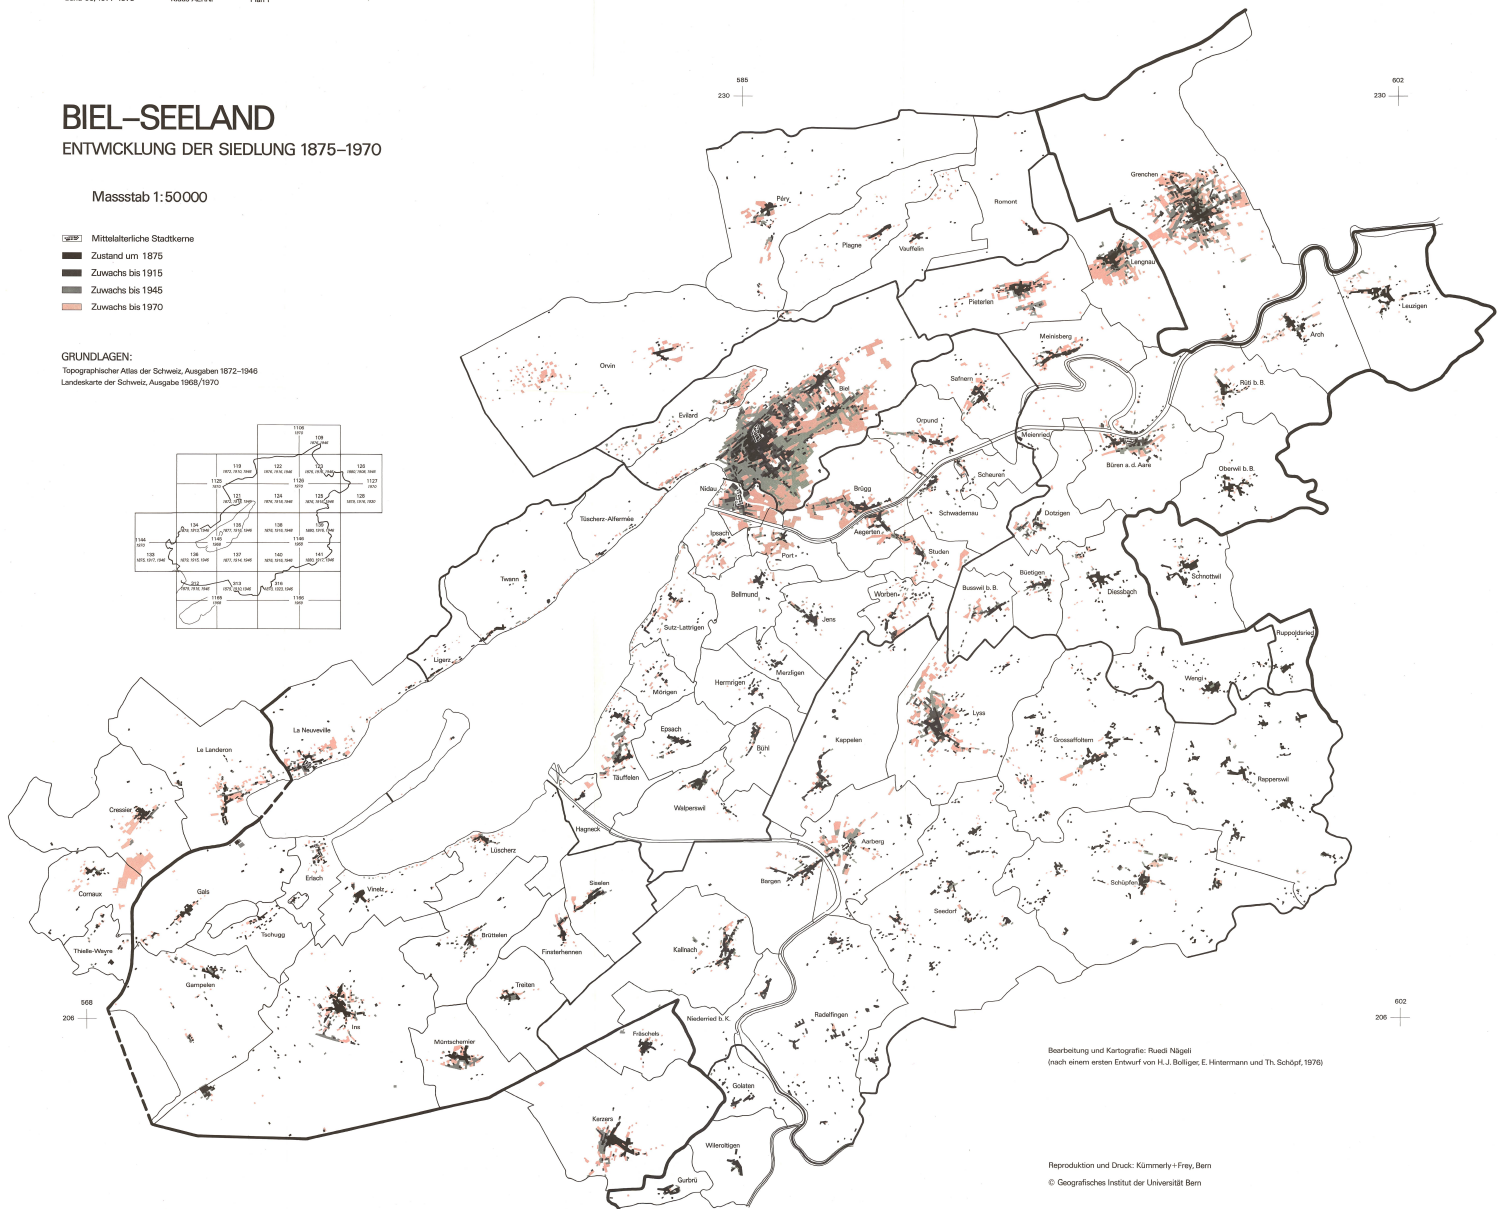 BIEL–SEELAND
ENTWICKLUNG DER SIEDLUNG 1875–1970
Massstab 1:50000
Mittelalterliche Stadtkerne
Zustand um 1875
Zuwachs bis 1915
Zuwachs bis 1945
Zuwachs bis 1970
GRUNDLAGEN:
Topographischer Atlas der Schweiz, Ausgaben 1872–1946
Landeskarte der Schweiz, Ausgabe 1968/1970
585
230
602
230
Grenchen
Péry
Romont
Plagne
Vauffelin
Lengnau
Pieterlen
Leuzigen
Arch
Meinisberg
Orvin
Safnern
Rüti b. B.
Biel
Evilard
Orpund
Meienried
Büren a. d. Aare
Oberwil b. B.
Scheuren
Nidau
Brügg
Schwadernau
Dotzigen
Tüscherz-Alfermée
Ipsach
Aegerten
Port
Studen
Twann
Büetigen
Schnottwil
Bellmund
Worben
Busswil b. B.
Diessbach
Sutz-Lattrigen
Jens
Ruppoldsried
Ligerz
Merzligen
Wengi
Hermrigen
Mörigen
Lyss
La Neuveville
Epsach
Bühl
Kappelen
Grossaffoltern
Le Landeron
Täuffelen
Rapperswil
Walperswil
Cressier
Hagneck
Aarberg
Lüscherz
Erlach
Bargen
Schüpfen
Siselen
Cornaux
Gals
Vinelz
Seedorf
Tschugg
Brüttelen
Thielle-Wavre
Finsterhennen
Kallnach
Gampelen
Treiten
568
206
602
206
Radelfingen
Niederried b. K.
Ins
Müntschemier
Fräschels
Golaten
Kerzers
Wileroltigen
Gurbrü
Bearbeitung und Kartografie: Ruedi Nägeli
(nach einem ersten Entwurf von H. J. Bolliger, E. Hintermann und Th. Schöpf, 1976)
Reproduktion und Druck: Kümmerly+Frey, Bern
© Geografisches Institut der Universität Bern